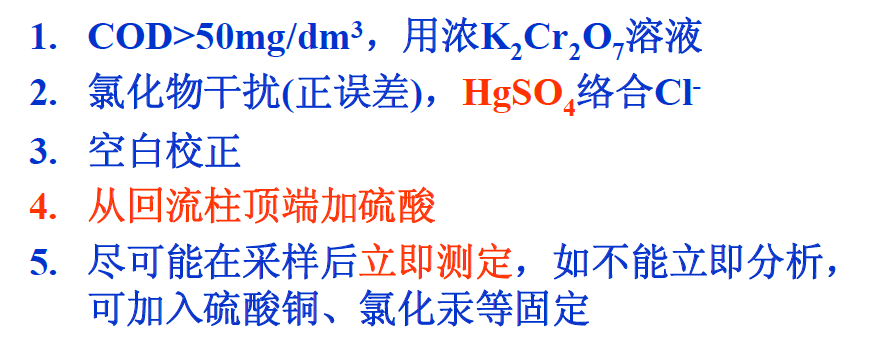 1. COD>50mg/dm³，用浓K₂Cr₂O₇溶液
2. 氯化物干扰(正误差)，HgSO₄络合Cl⁻
3. 空白校正
4. 从回流柱顶端加硫酸
5. 尽可能在采样后立即测定，如不能立即分析，
可加入硫酸铜、氯化汞等固定